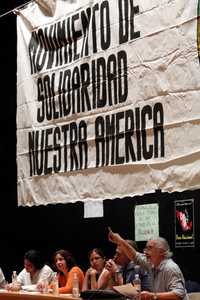 MOVIMIENTO DE
SOLIDARIDAD
NUESTRA AMERICA